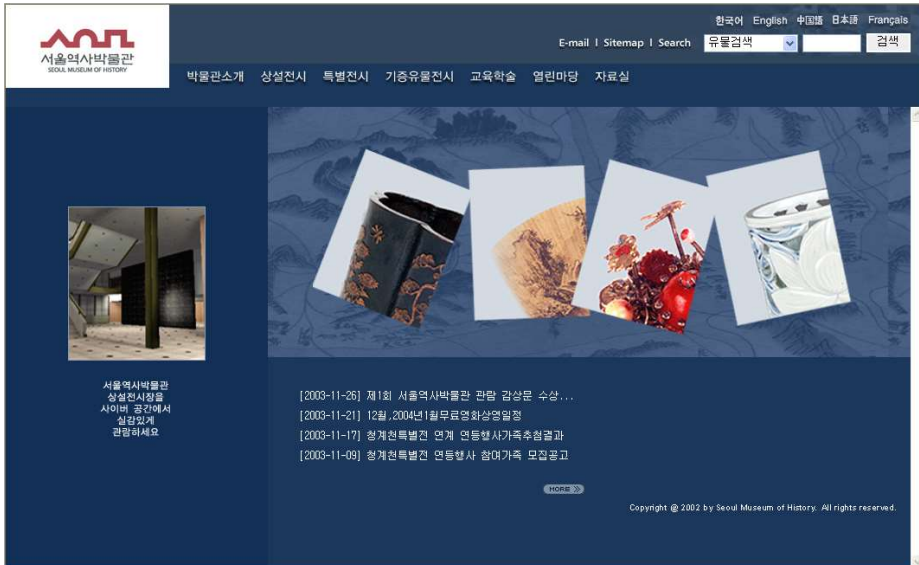 한국어 English 中国語 日本語 Français
E-mail | Sitemap | Search 유물검색 검색
서울역사박물관
SEOUL MUSEUM OF HISTORY
박물관소개 상설전시 특별전시 기증유물전시 교육학술 열린마당 자료실
서울역사박물관
상설전시장을
사이버 공간에서
실감있게
관람하세요
[2003-11-26] 제1회 서울역사박물관 관람 감상문 수상...
[2003-11-21] 12월,2004년1월무료영화상영일정
[2003-11-17] 청계천특별전 연계 연등행사가족추첨결과
[2003-11-09] 청계천특별전 연등행사 참여가족 모집공고
MORE
Copyright @ 2002 by Seoul Museum of History. All rights reserved.